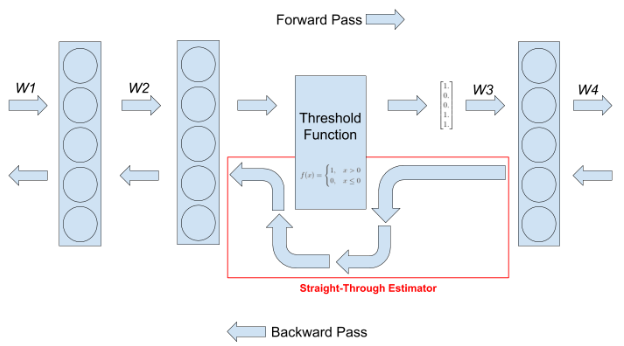 Forward Pass
W1
W2
W3
W4
Threshold
Function
f(x) = { 1, x > 0
0, x ≤ 0
[1,
0,
0,
1,
1.]
Straight-Through Estimator
Backward Pass